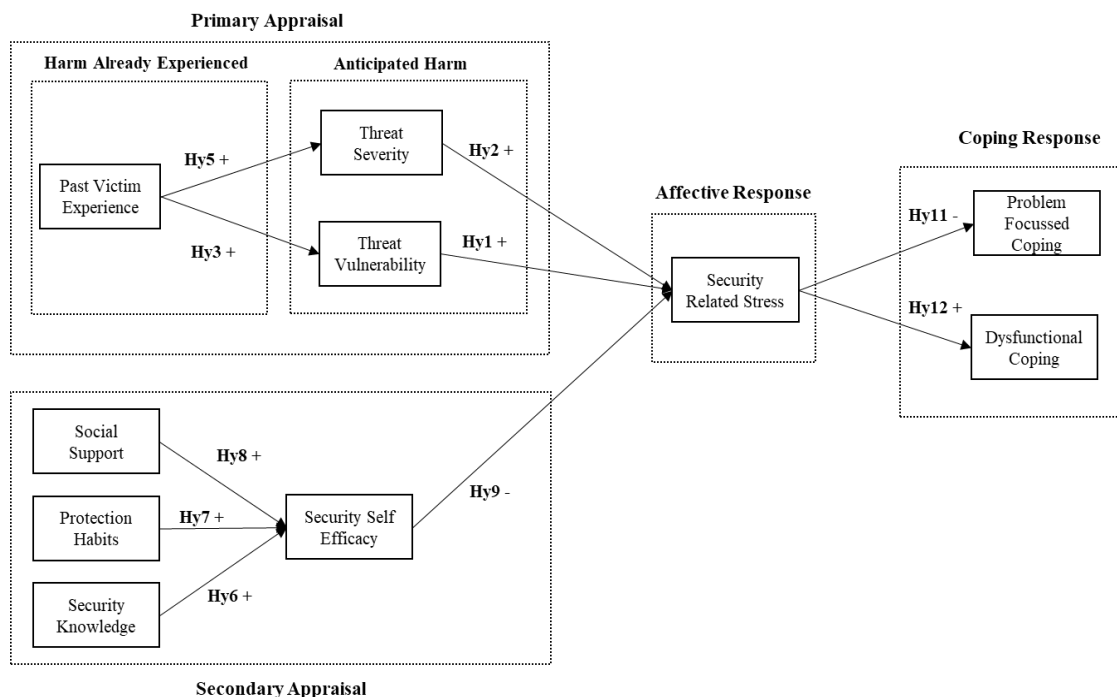 Primary Appraisal
Harm Already Experienced
Anticipated Harm
Past Victim
Experience
Hy5 +
Hy3 +
Threat
Severity
Threat
Vulnerability
Hy2 +
Hy1 +
Affective Response
Security
Related Stress
Coping Response
Hy11 -
Problem
Focussed
Coping
Hy12 +
Dysfunctional
Coping
Social
Support
Protection
Habits
Security
Knowledge
Hy8 +
Hy7 +
Hy6 +
Security Self
Efficacy
Hy9 -
Secondary Appraisal